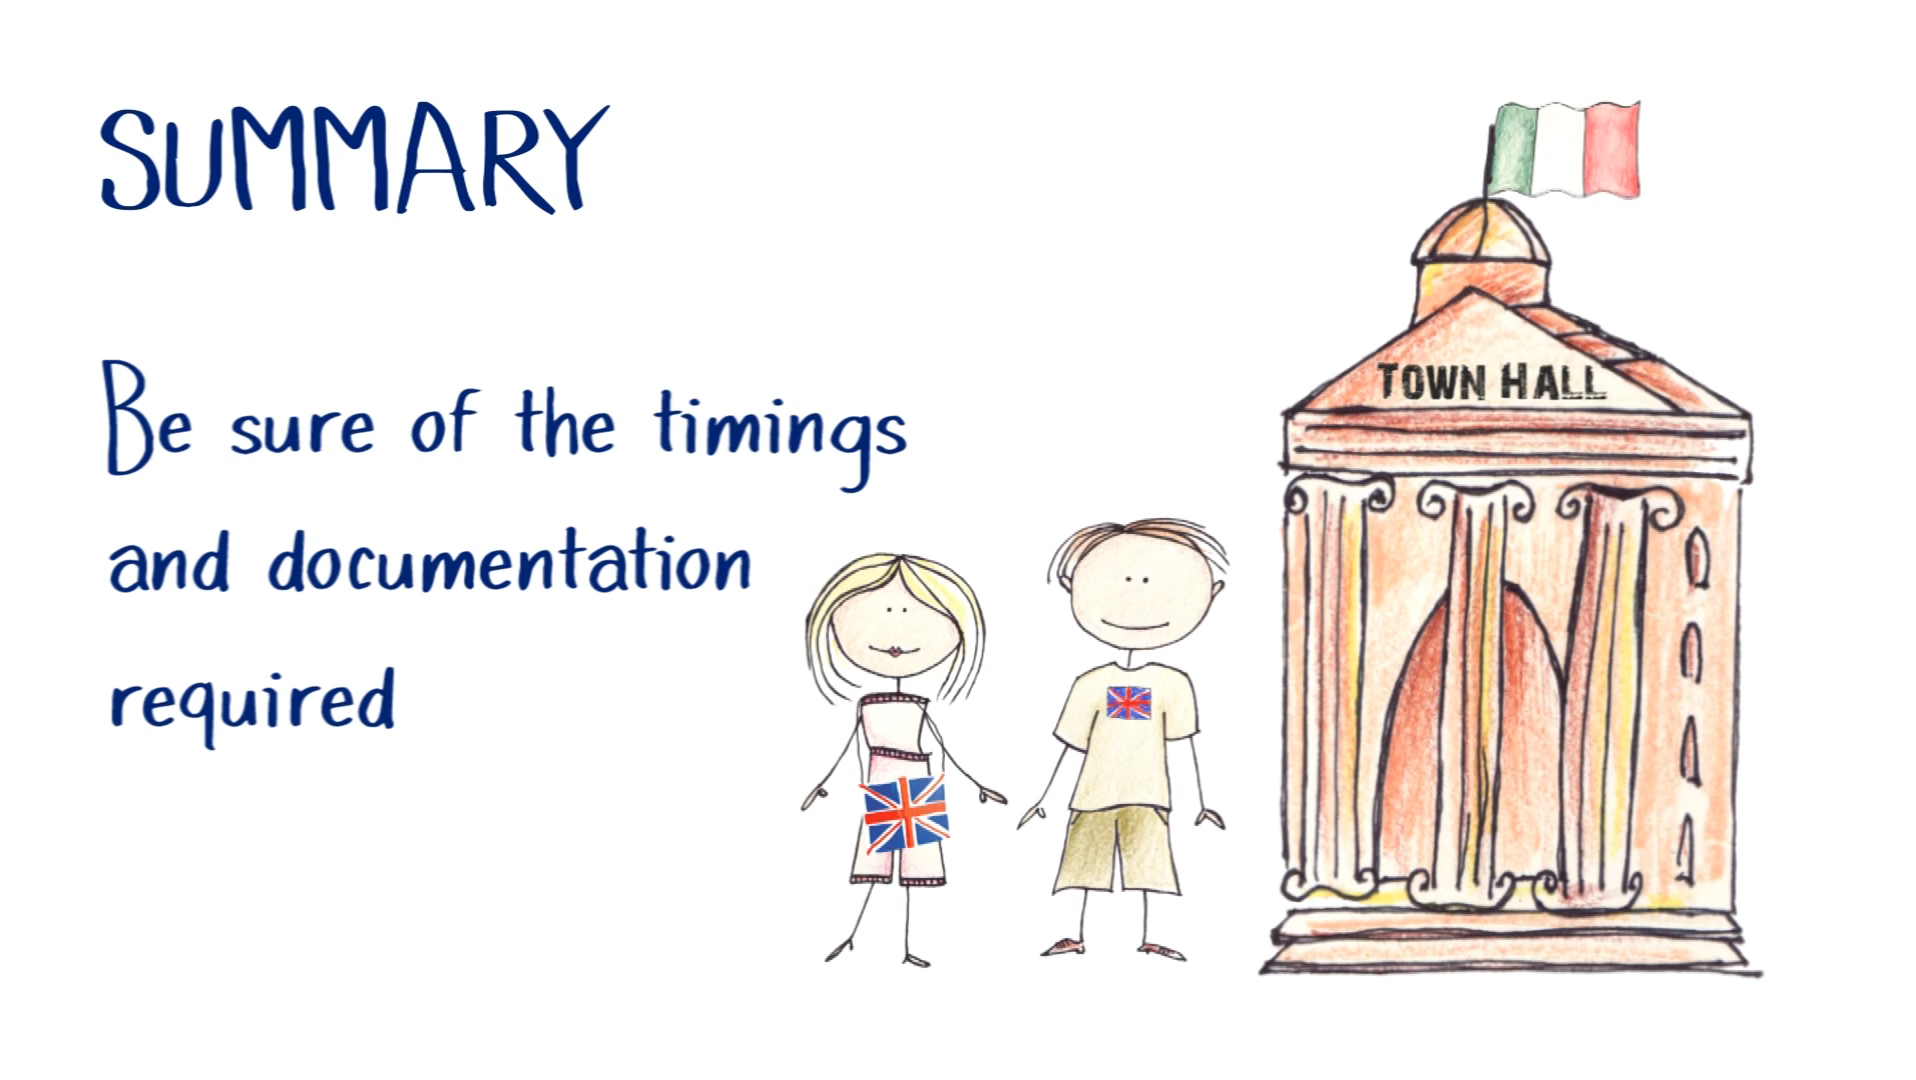 SUMMARY
Be sure of the timings
and documentation
required
TOWN HALL